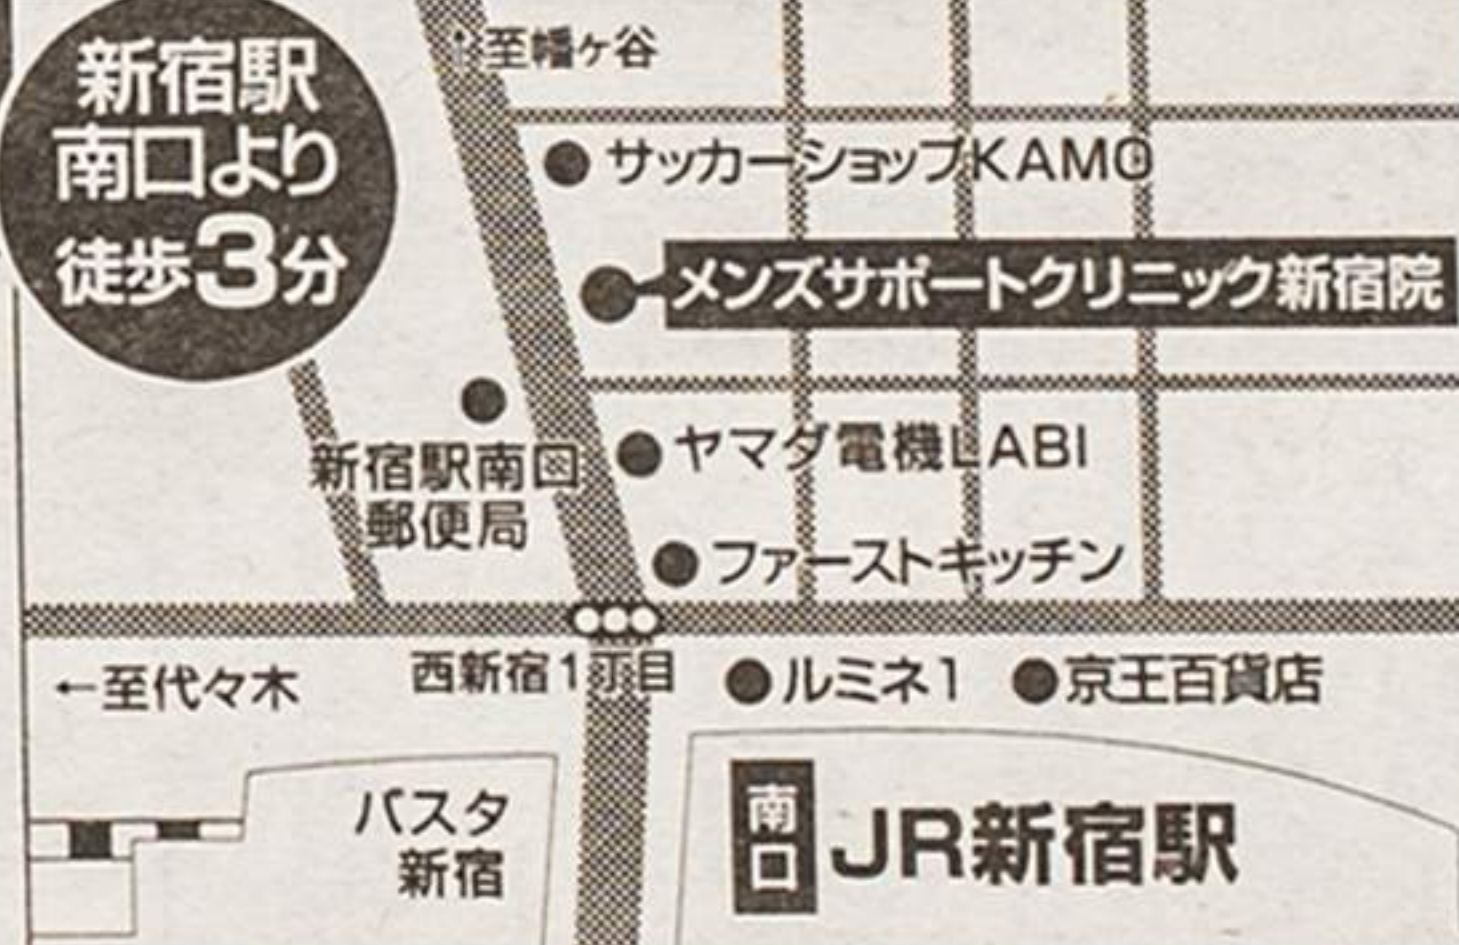 新宿駅
南口より
徒歩3分
↑至幡ヶ谷
サッカーショップKAMO
メンズサポートクリニック新宿院
新宿駅南口
郵便局
ヤマダ電機LABI
ファーストキッチン
←至代々木
西新宿1丁目
ルミネ1
京王百貨店
バスタ
新宿
南口
JR新宿駅